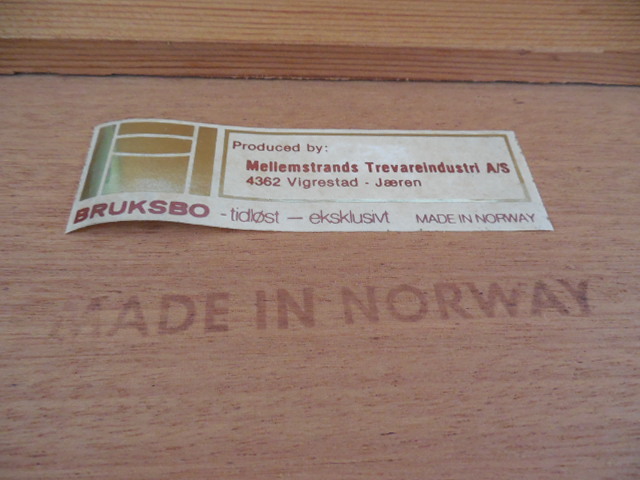 Produced by:
Mellemstrands Trevareindustri A/S
4362 Vigrestad - Jæren
BRUKSBO - tidløst — eksklusivt MADE IN NORWAY
MADE IN NORWAY